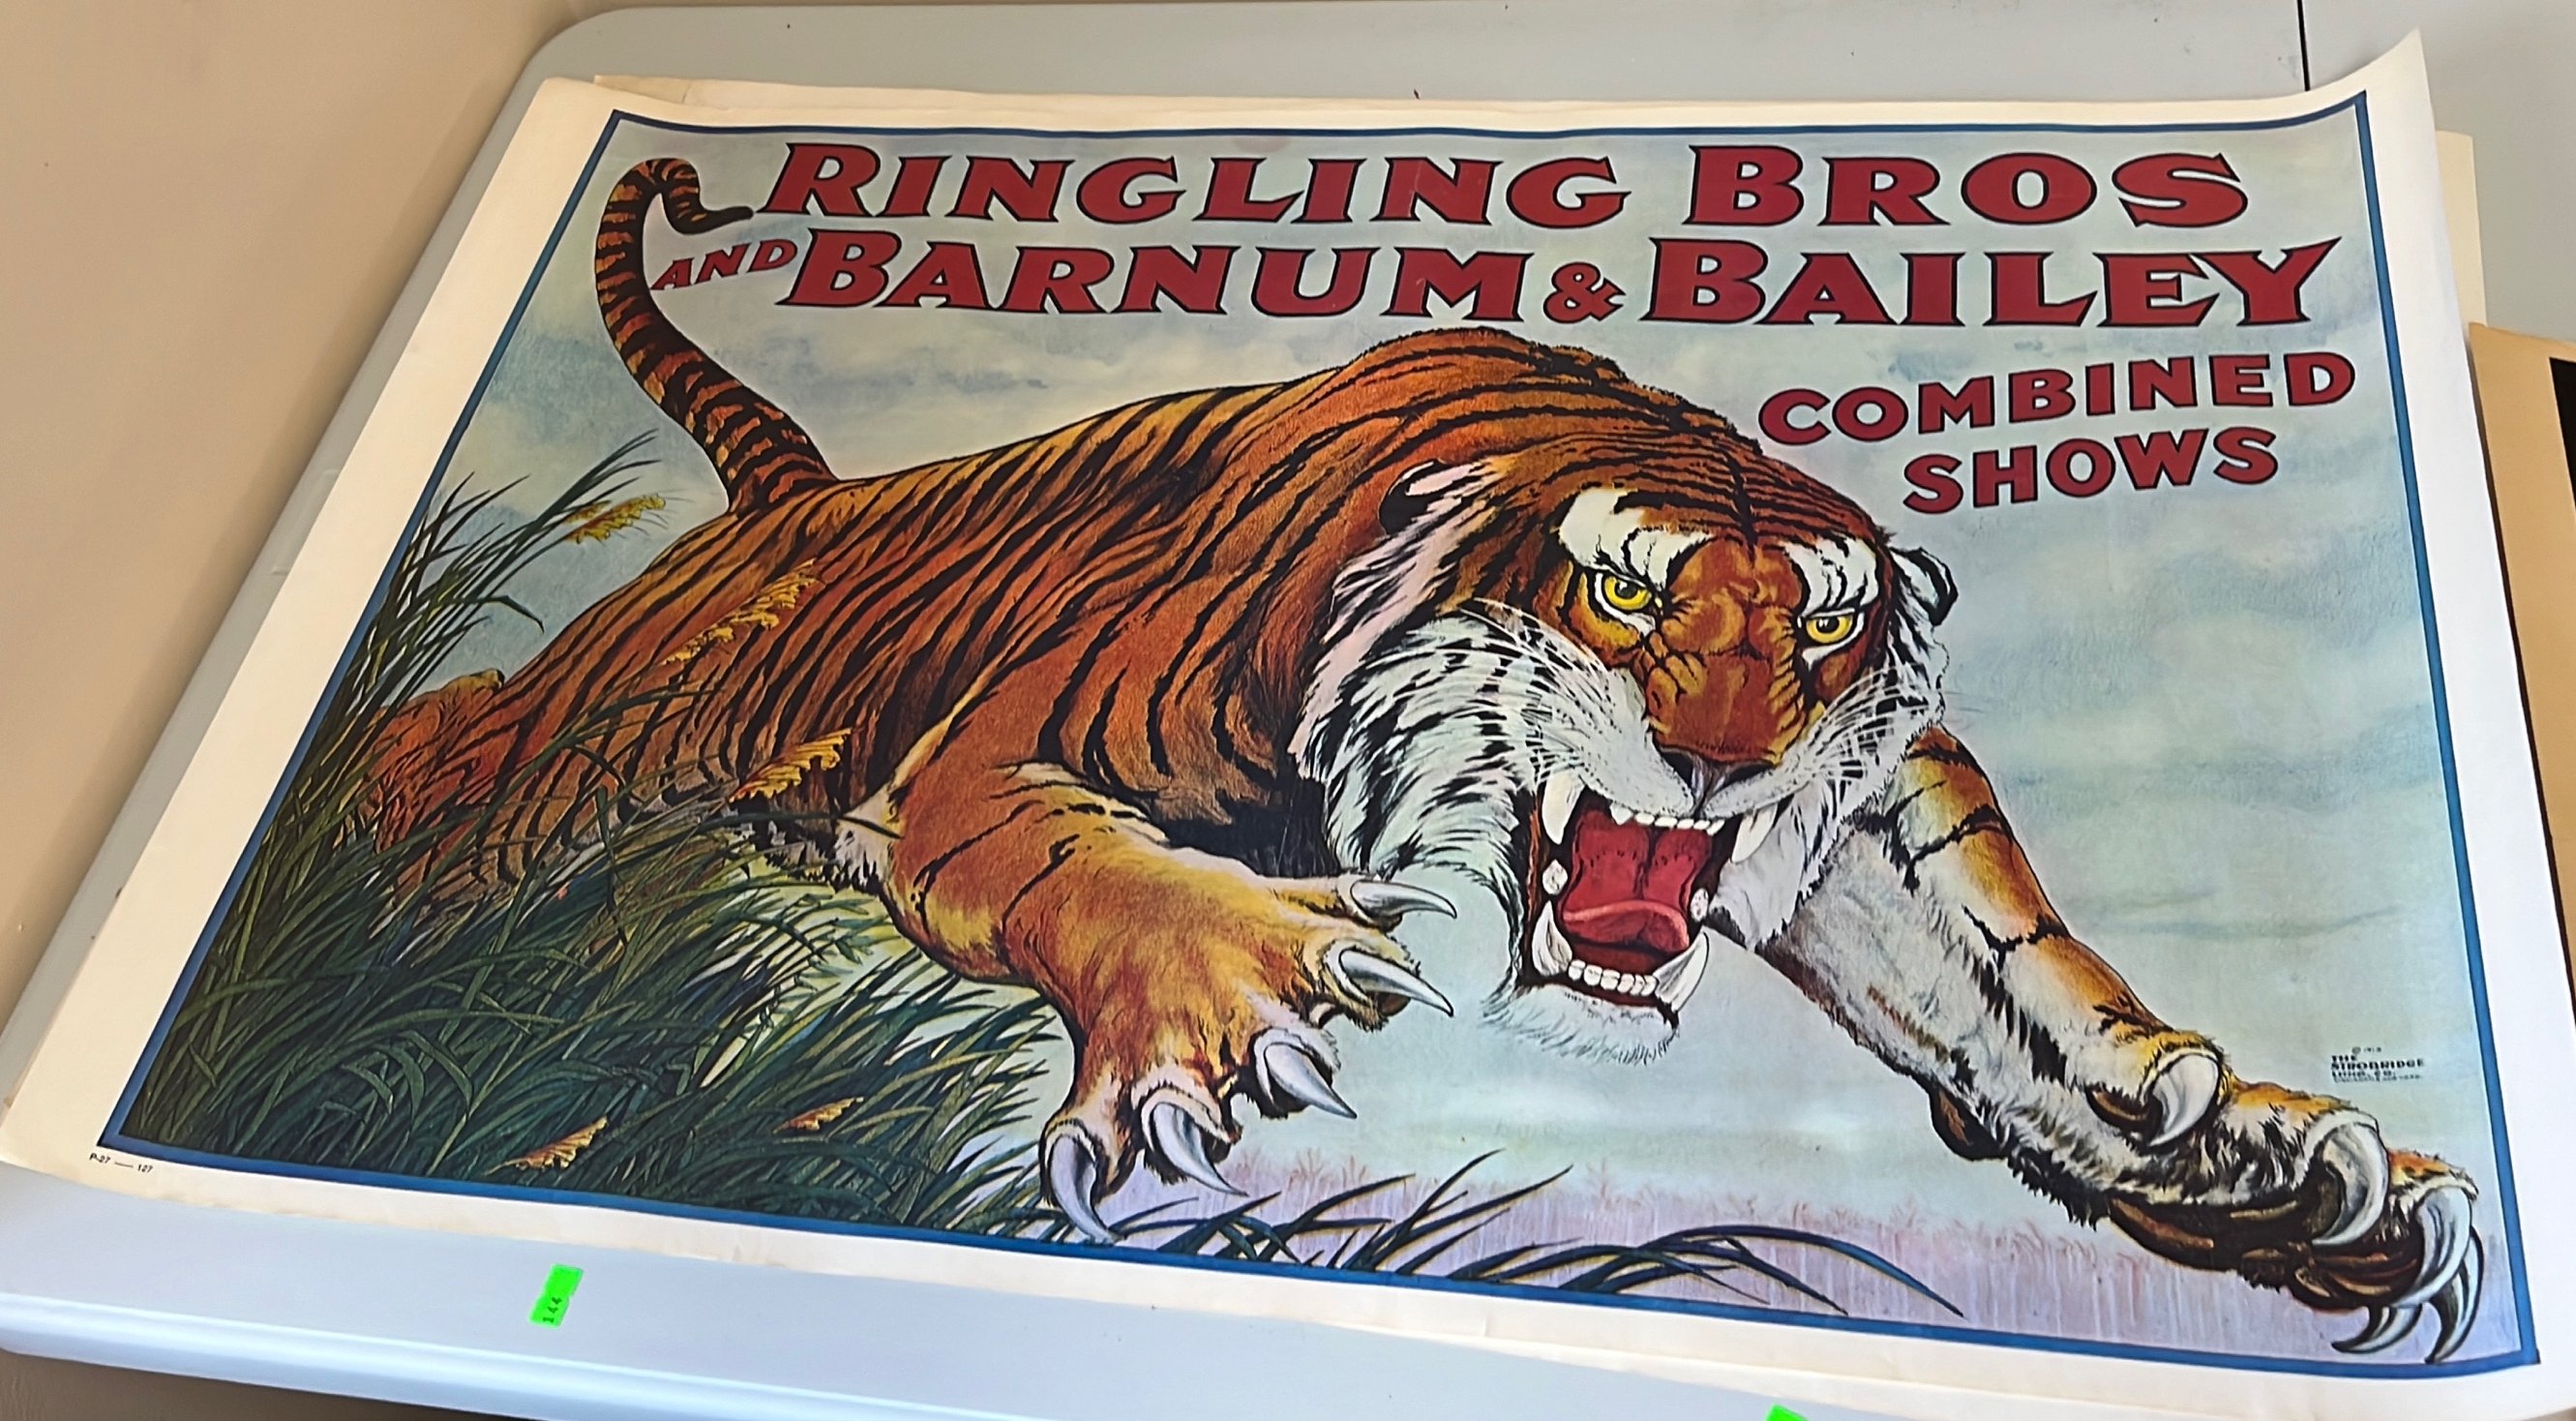 RINGLING BROS
AND BARNUM & BAILEY
COMBINED
SHOWS
THE
STROBRIDGE
LITHO. CO.
P-27 — 127
144